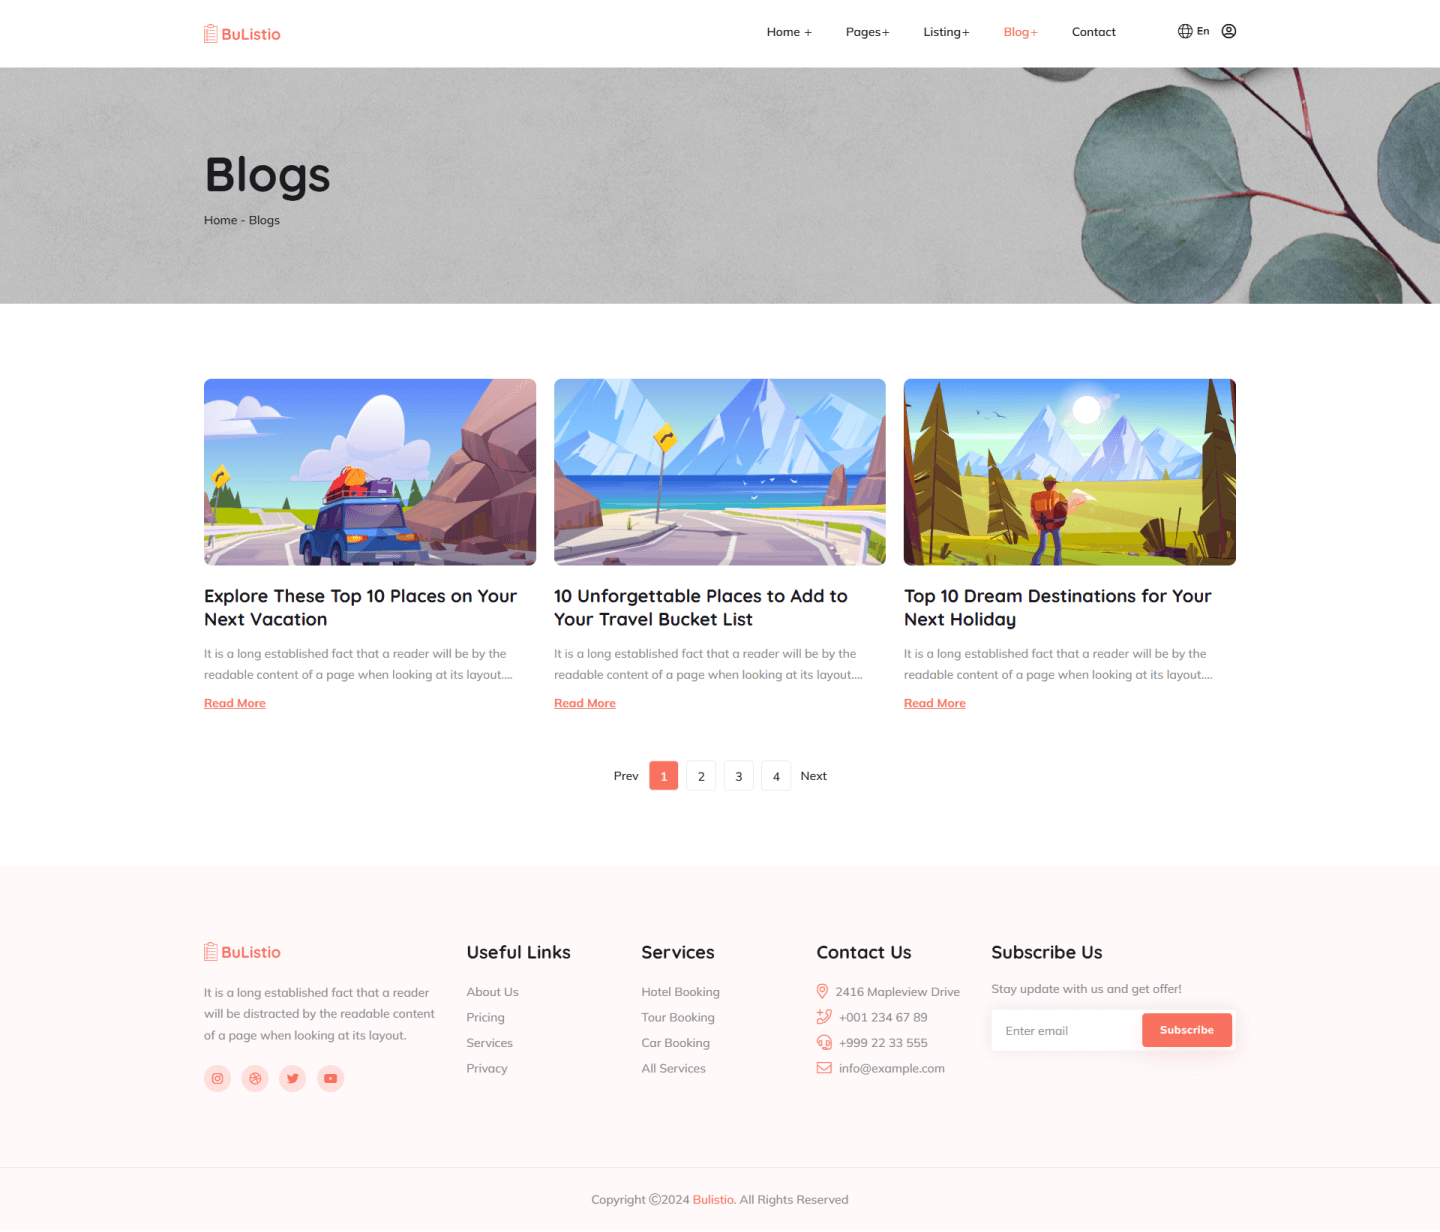 BuListio
Home +
Pages+
Listing+
Blog+
Contact
En
Blogs
Home - Blogs
Explore These Top 10 Places on Your
Next Vacation
It is a long established fact that a reader will be by the
readable content of a page when looking at its layout....
Read More
10 Unforgettable Places to Add to
Your Travel Bucket List
It is a long established fact that a reader will be by the
readable content of a page when looking at its layout....
Read More
Top 10 Dream Destinations for Your
Next Holiday
It is a long established fact that a reader will be by the
readable content of a page when looking at its layout....
Read More
Prev 1 2 3 4 Next
BuListio
It is a long established fact that a reader
will be distracted by the readable content
of a page when looking at its layout.
Useful Links
About Us
Pricing
Services
Privacy
Services
Hotel Booking
Tour Booking
Car Booking
All Services
Contact Us
2416 Mapleview Drive
+001 234 67 89
+999 22 33 555
info@example.com
Subscribe Us
Stay update with us and get offer!
Enter email
Subscribe
Copyright ©2024 Bulistio. All Rights Reserved